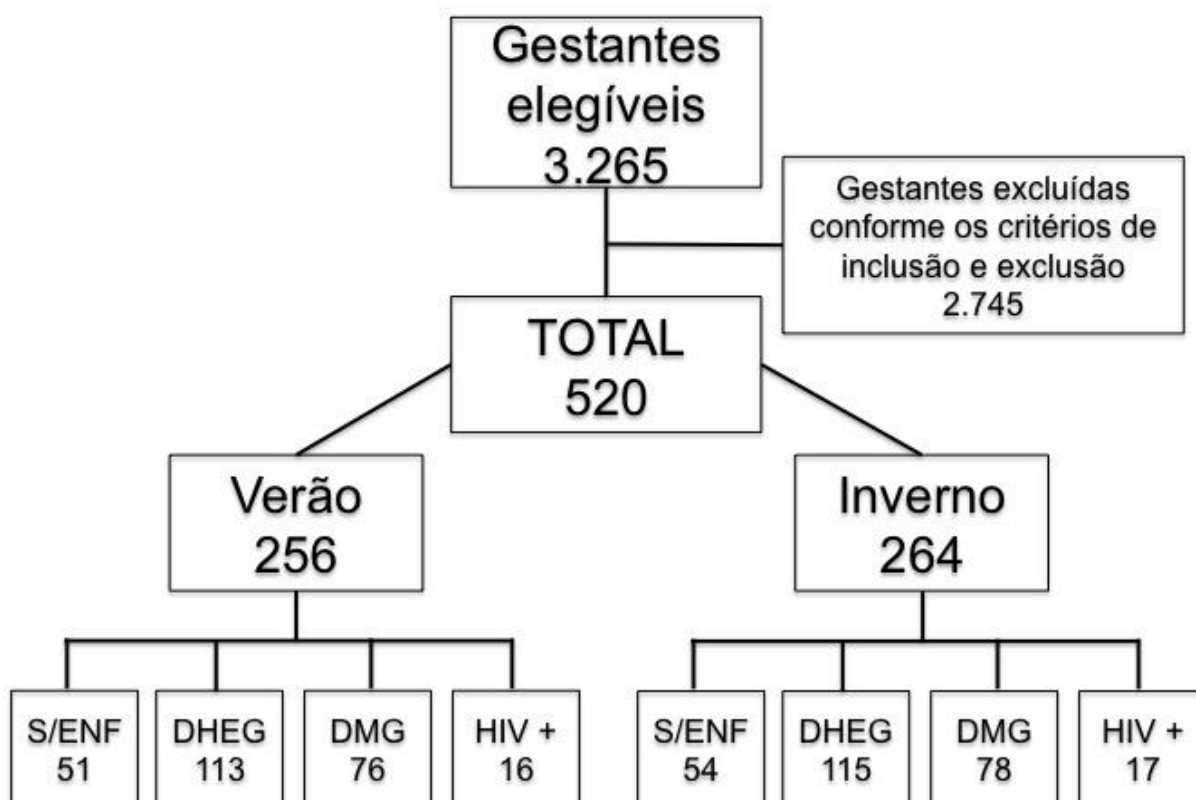 Gestantes
elegíveis
3.265
Gestantes excluídas
conforme os critérios de
inclusão e exclusão
2.745
TOTAL
520
Verão
256
Inverno
264
S/ENF
51
DHEG
113
DMG
76
HIV +
16
S/ENF
54
DHEG
115
DMG
78
HIV +
17